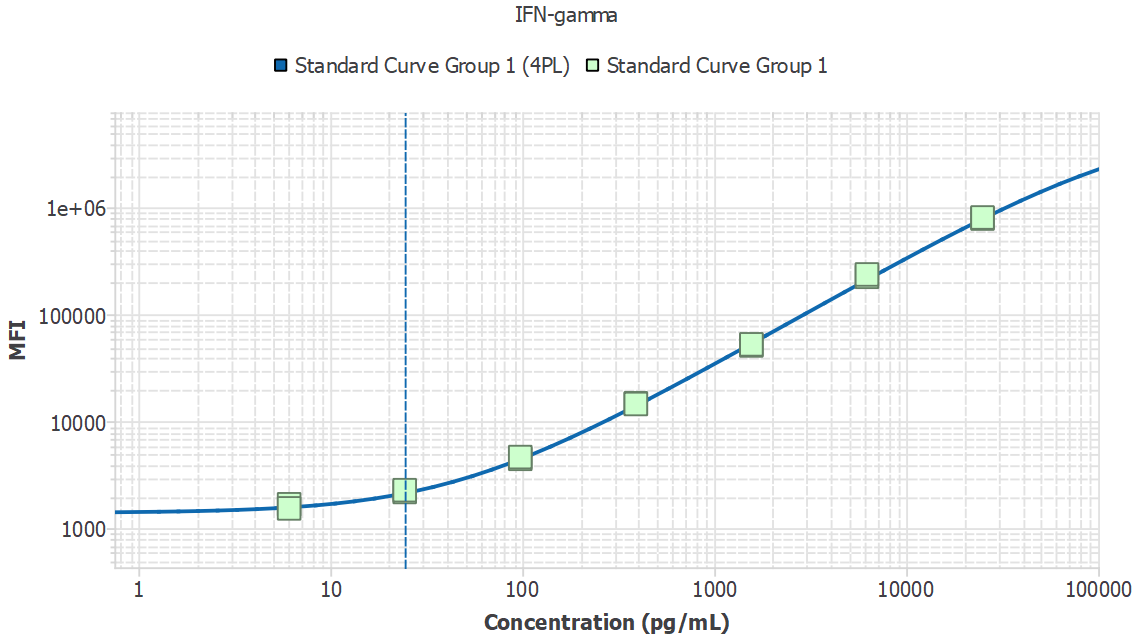 IFN-gamma
Standard Curve Group 1 (4PL) Standard Curve Group 1
1e+06
100000
10000
1000
MFI
1 10 100 1000 10000 100000
Concentration (pg/mL)